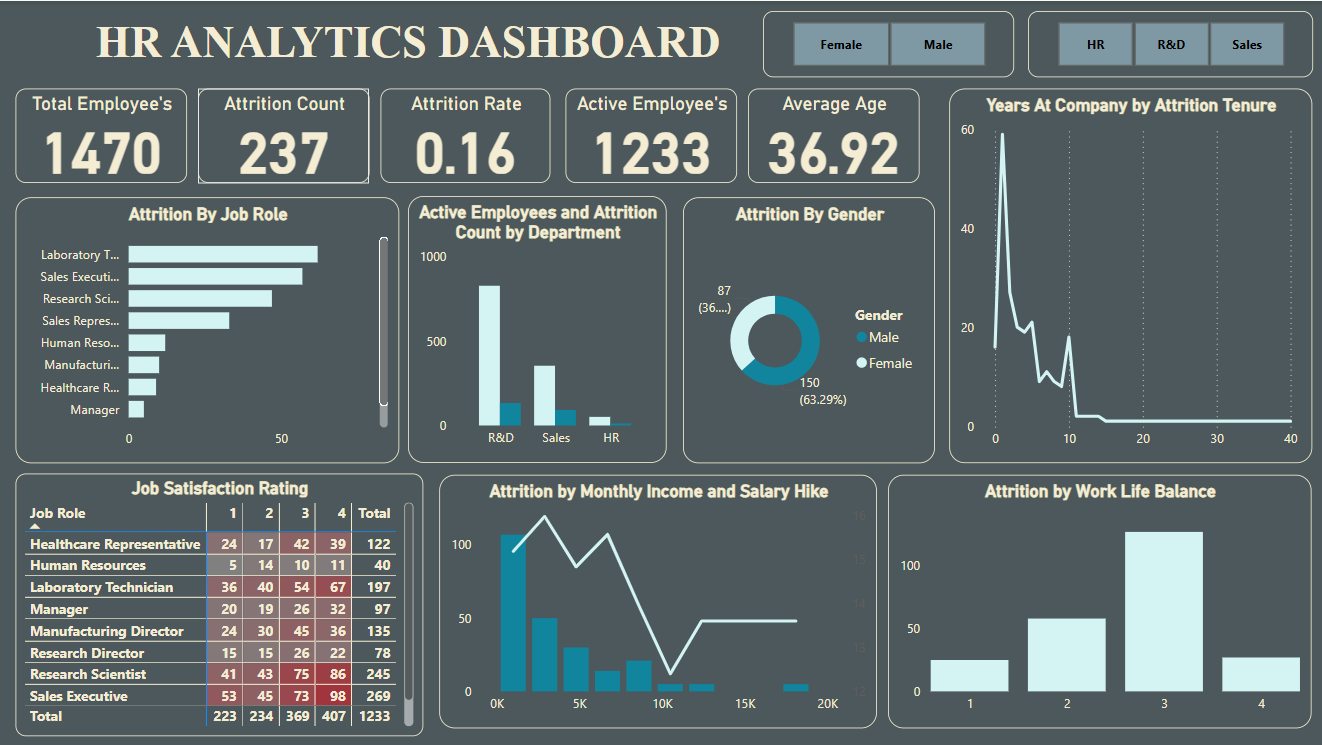 HR ANALYTICS DASHBOARD
Female Male
HR R&D Sales
Total Employee's
1470
Attrition Count
237
Attrition Rate
0.16
Active Employee's
1233
Average Age
36.92
Years At Company by Attrition Tenure
60
40
20
0
0 10 20 30 40
Attrition By Job Role
Laboratory T...
Sales Executi...
Research Sci...
Sales Repres...
Human Reso...
Manufacturi...
Healthcare R...
Manager
0 50
Active Employees and Attrition
Count by Department
1000
500
0
R&D Sales HR
Attrition By Gender
87
(36....)
150
(63.29%)
Gender
Male
Female
Job Satisfaction Rating
Job Role 1 2 3 4 Total
Healthcare Representative 24 17 42 39 122
Human Resources 5 14 10 11 40
Laboratory Technician 36 40 54 67 197
Manager 20 19 26 32 97
Manufacturing Director 24 30 45 36 135
Research Director 15 15 26 22 78
Research Scientist 41 43 75 86 245
Sales Executive 53 45 73 98 269
Total 223 234 369 407 1233
Attrition by Monthly Income and Salary Hike
100
50
0
16
15
14
13
12
0K 5K 10K 15K 20K
Attrition by Work Life Balance
100
50
0
1 2 3 4